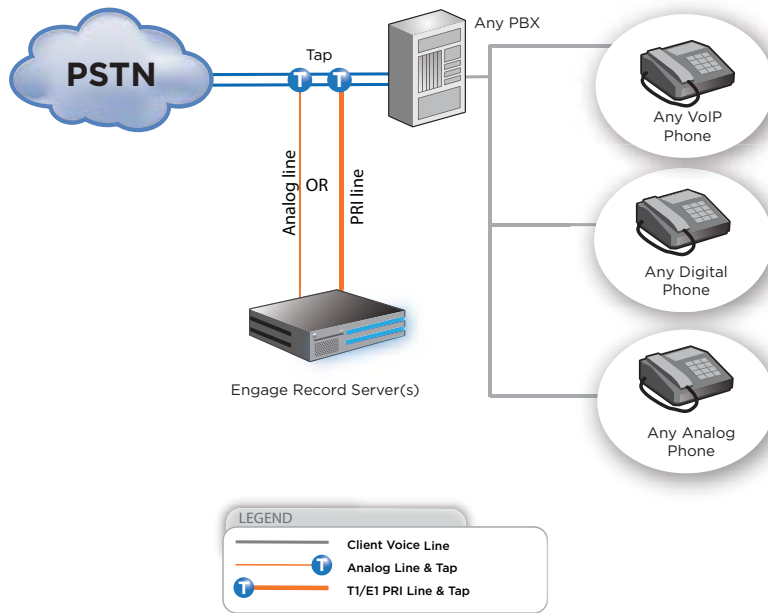 Any PBX
PSTN
Tap
T
T
Any VoIP
Phone
Analog line
OR
PRI line
Any Digital
Phone
Engage Record Server(s)
Any Analog
Phone
LEGEND
Client Voice Line
T
Analog Line & Tap
T
T1/E1 PRI Line & Tap